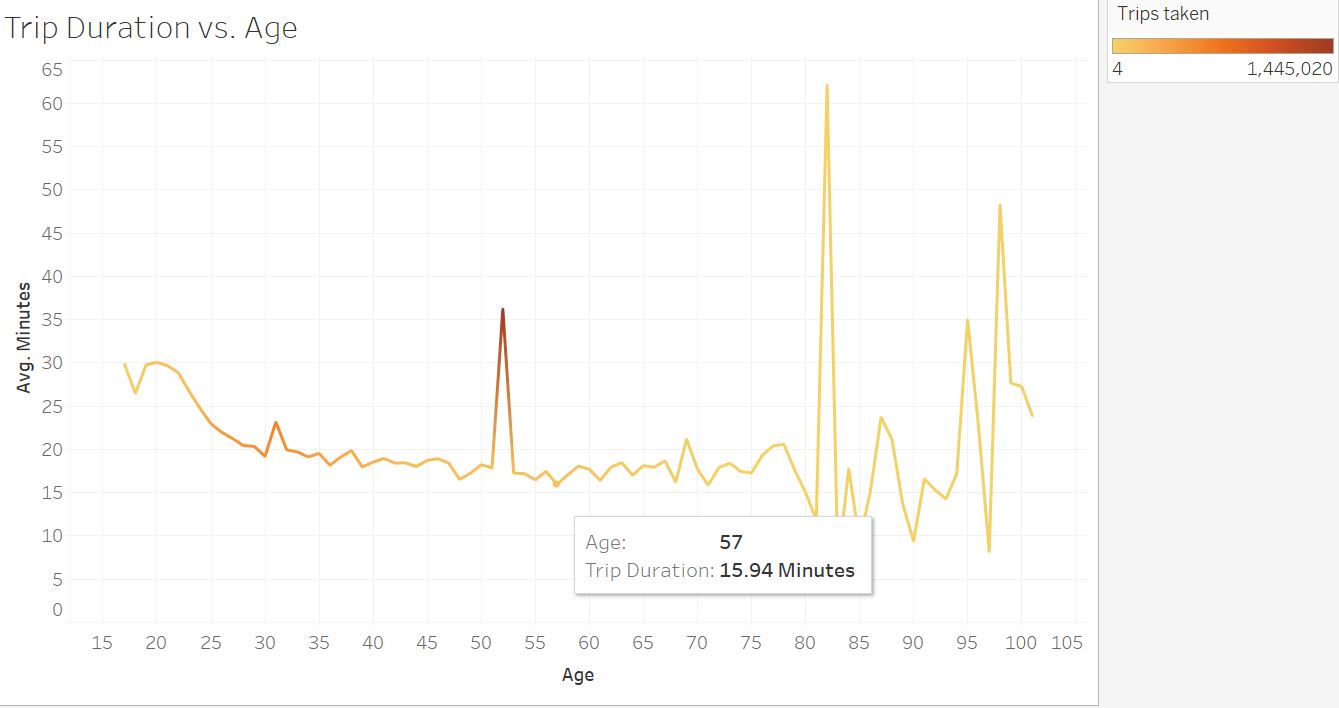 Trip Duration vs. Age
Trips taken
4 1,445,020
65
60
55
50
45
40
35
30
25
20
15
10
5
0
Avg. Minutes
Age: 57
Trip Duration: 15.94 Minutes
15 20 25 30 35 40 45 50 55 60 65 70 75 80 85 90 95 100 105
Age